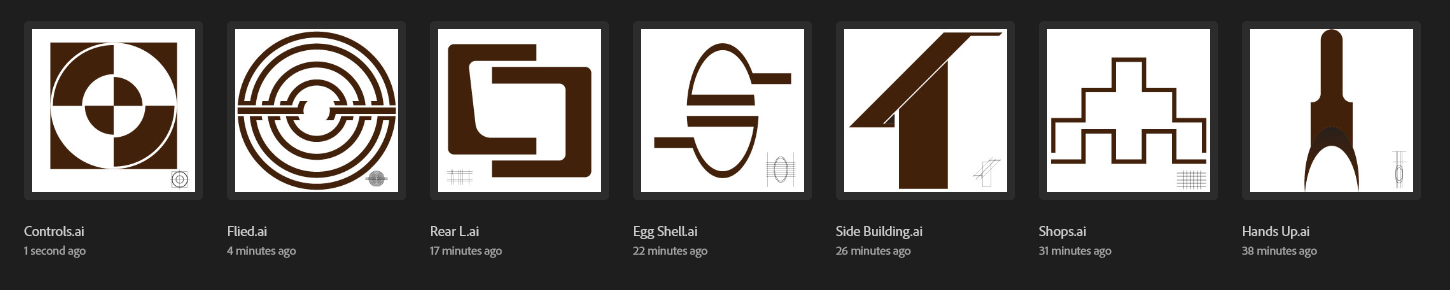 Controls.ai
1 second ago
Flied.ai
4 minutes ago
Rear L.ai
17 minutes ago
Egg Shell.ai
22 minutes ago
Side Building.ai
26 minutes ago
Shops.ai
31 minutes ago
Hands Up.ai
38 minutes ago